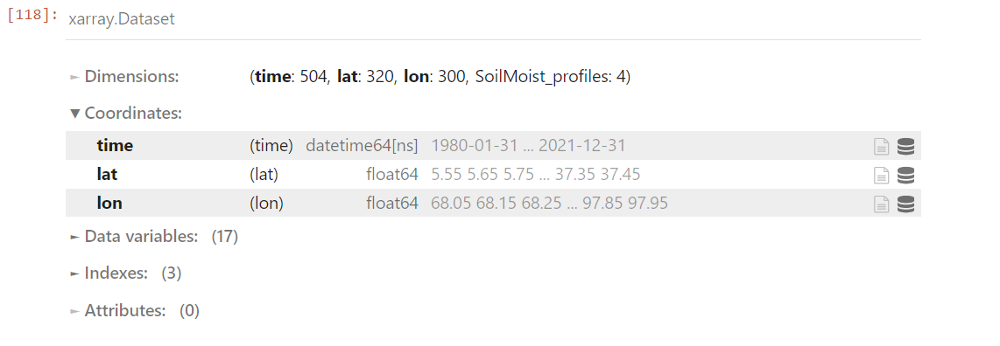 [118]: xarray.Dataset
► Dimensions: (time: 504, lat: 320, lon: 300, SoilMoist_profiles: 4)
▼ Coordinates:
time (time) datetime64[ns] 1980-01-31 ... 2021-12-31
lat (lat) float64 5.55 5.65 5.75 ... 37.35 37.45
lon (lon) float64 68.05 68.15 68.25 ... 97.85 97.95
► Data variables: (17)
► Indexes: (3)
► Attributes: (0)